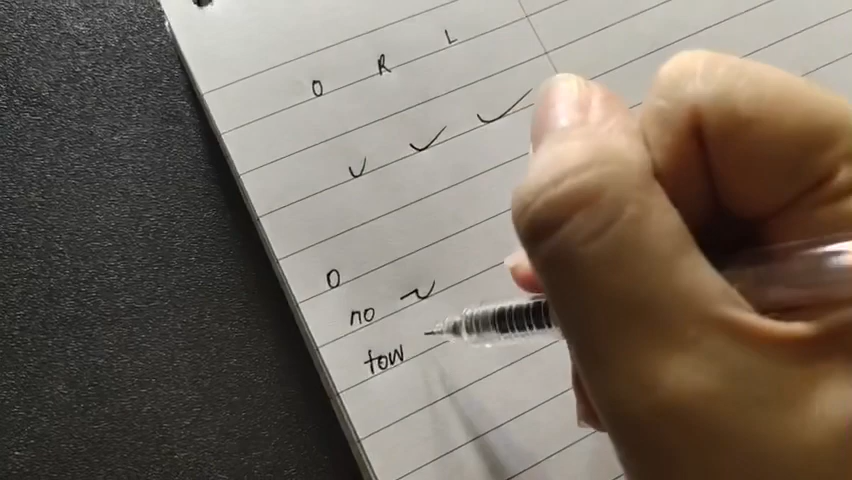 O R L
✓ ✓ ✓
O
no ~
tow